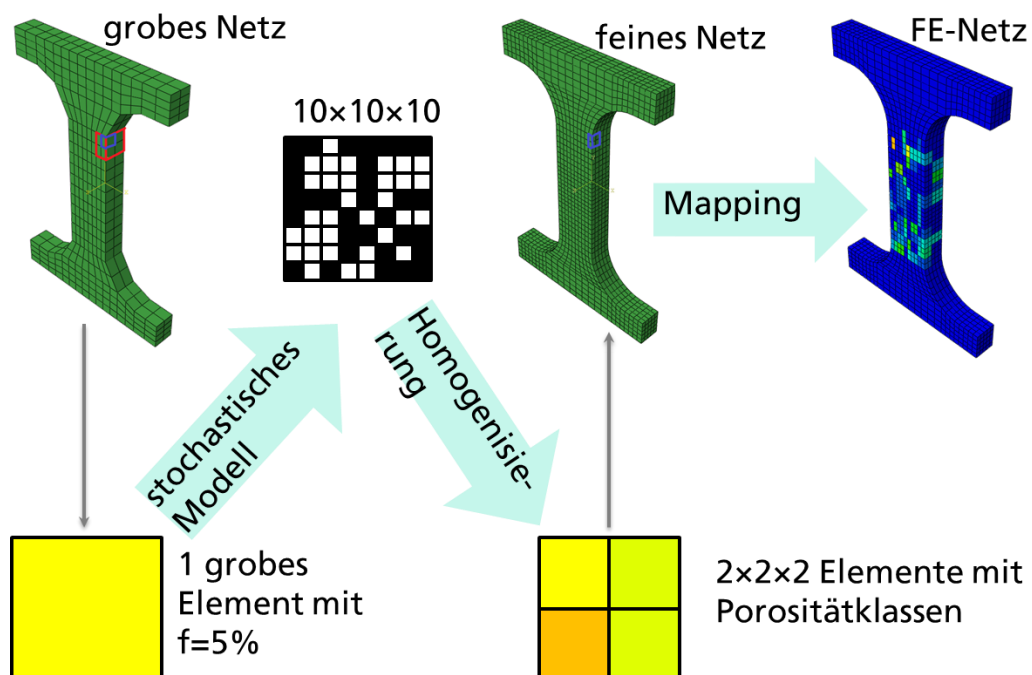 grobes Netz
10×10×10
feines Netz
FE-Netz
Mapping
stochastisches
Modell
Homogenisie-
rung
1 grobes
Element mit
f=5%
2×2×2 Elemente mit
Porositätklassen